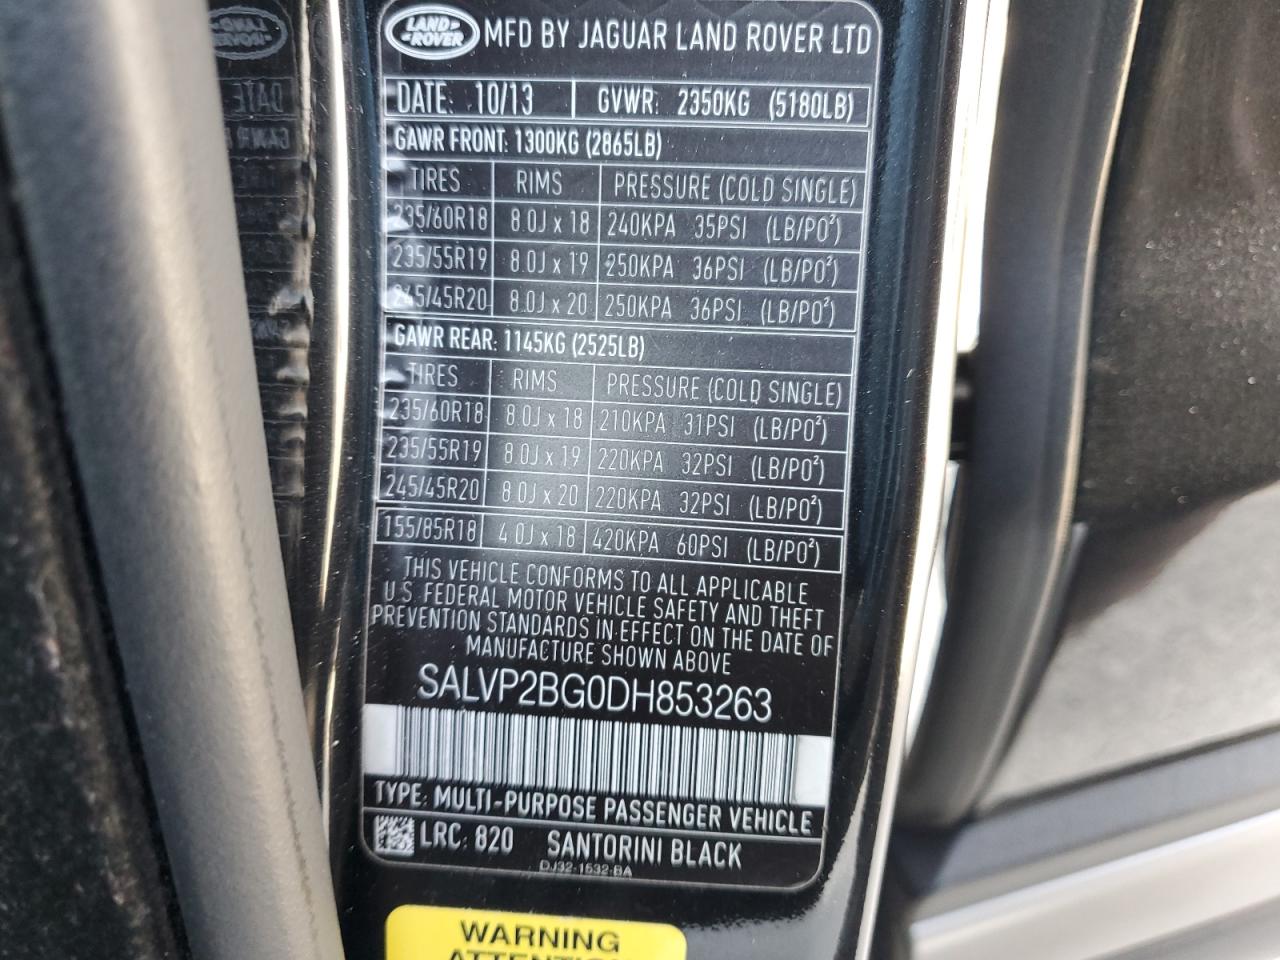 LAND ROVER MFD BY JAGUAR LAND ROVER LTD
DATE: 10/13 GVWR: 2350KG (5180LB)
GAWR FRONT: 1300KG (2865LB)
TIRES RIMS PRESSURE (COLD SINGLE)
235/60R18 8.0J x 18 240KPA 35PSI (LB/PO²)
235/55R19 8.0J x 19 250KPA 36PSI (LB/PO²)
245/45R20 8.0J x 20 250KPA 36PSI (LB/PO²)
GAWR REAR: 1145KG (2525LB)
TIRES RIMS PRESSURE (COLD SINGLE)
235/60R18 8.0J x 18 210KPA 31PSI (LB/PO²)
235/55R19 8.0J x 19 220KPA 32PSI (LB/PO²)
245/45R20 8.0J x 20 220KPA 32PSI (LB/PO²)
155/85R18 4.0J x 18 420KPA 60PSI (LB/PO²)
THIS VEHICLE CONFORMS TO ALL APPLICABLE
U.S. FEDERAL MOTOR VEHICLE SAFETY AND THEFT
PREVENTION STANDARDS IN EFFECT ON THE DATE OF
MANUFACTURE SHOWN ABOVE
SALVP2BG0DH853263
TYPE: MULTI-PURPOSE PASSENGER VEHICLE
LRC: 820 SANTORINI BLACK
DJ32-1532-BA
WARNING
ATTENTION